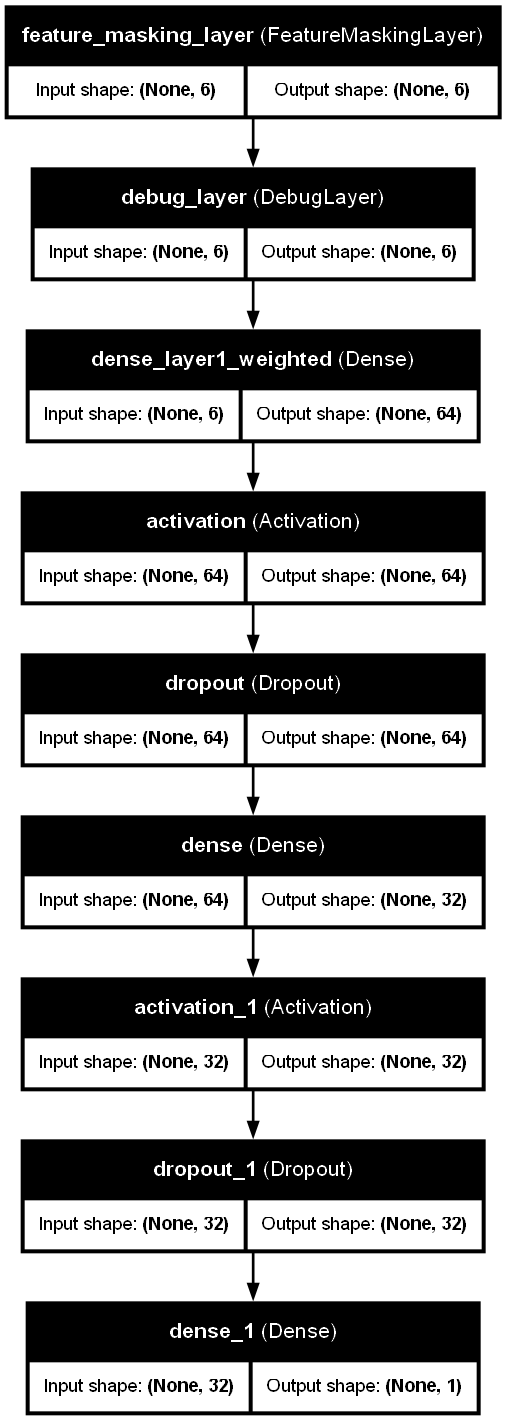 feature_masking_layer (FeatureMaskingLayer)
Input shape: (None, 6) Output shape: (None, 6)
debug_layer (DebugLayer)
Input shape: (None, 6) Output shape: (None, 6)
dense_layer1_weighted (Dense)
Input shape: (None, 6) Output shape: (None, 64)
activation (Activation)
Input shape: (None, 64) Output shape: (None, 64)
dropout (Dropout)
Input shape: (None, 64) Output shape: (None, 64)
dense (Dense)
Input shape: (None, 64) Output shape: (None, 32)
activation_1 (Activation)
Input shape: (None, 32) Output shape: (None, 32)
dropout_1 (Dropout)
Input shape: (None, 32) Output shape: (None, 32)
dense_1 (Dense)
Input shape: (None, 32) Output shape: (None, 1)